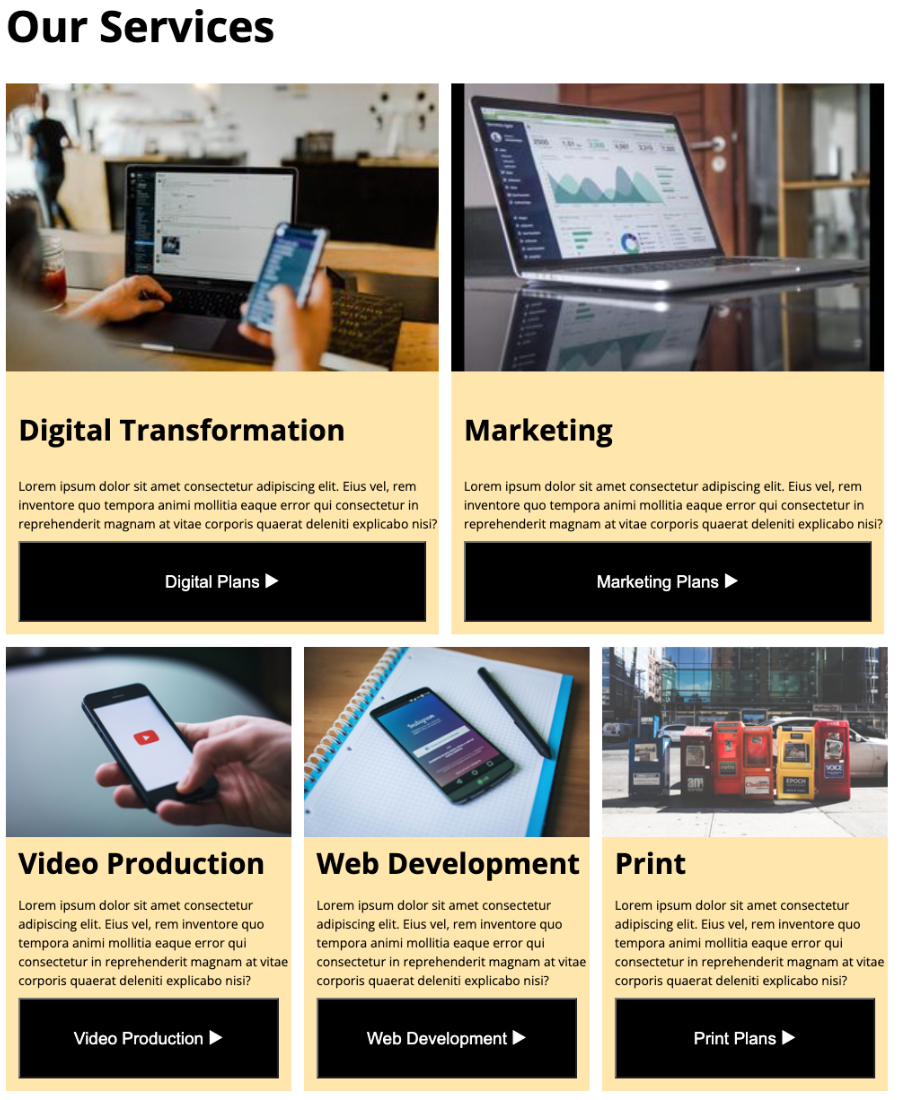 Our Services
Digital Transformation
Lorem ipsum dolor sit amet consectetur adipiscing elit. Eius vel, rem
inventore quo tempora animi mollitia eaque error qui consectetur in
reprehenderit magnam at vitae corporis quaerat deleniti explicabo nisi?
Digital Plans ▶
Marketing
Lorem ipsum dolor sit amet consectetur adipiscing elit. Eius vel, rem
inventore quo tempora animi mollitia eaque error qui consectetur in
reprehenderit magnam at vitae corporis quaerat deleniti explicabo nisi?
Marketing Plans ▶
Instagram
EPOCH
VOICE
Video Production
Lorem ipsum dolor sit amet consectetur
adipiscing elit. Eius vel, rem inventore quo
tempora animi mollitia eaque error qui
consectetur in reprehenderit magnam at vitae
corporis quaerat deleniti explicabo nisi?
Video Production ▶
Web Development
Lorem ipsum dolor sit amet consectetur
adipiscing elit. Eius vel, rem inventore quo
tempora animi mollitia eaque error qui
consectetur in reprehenderit magnam at vitae
corporis quaerat deleniti explicabo nisi?
Web Development ▶
Print
Lorem ipsum dolor sit amet consectetur
adipiscing elit. Eius vel, rem inventore quo
tempora animi mollitia eaque error qui
consectetur in reprehenderit magnam at vitae
corporis quaerat deleniti explicabo nisi?
Print Plans ▶